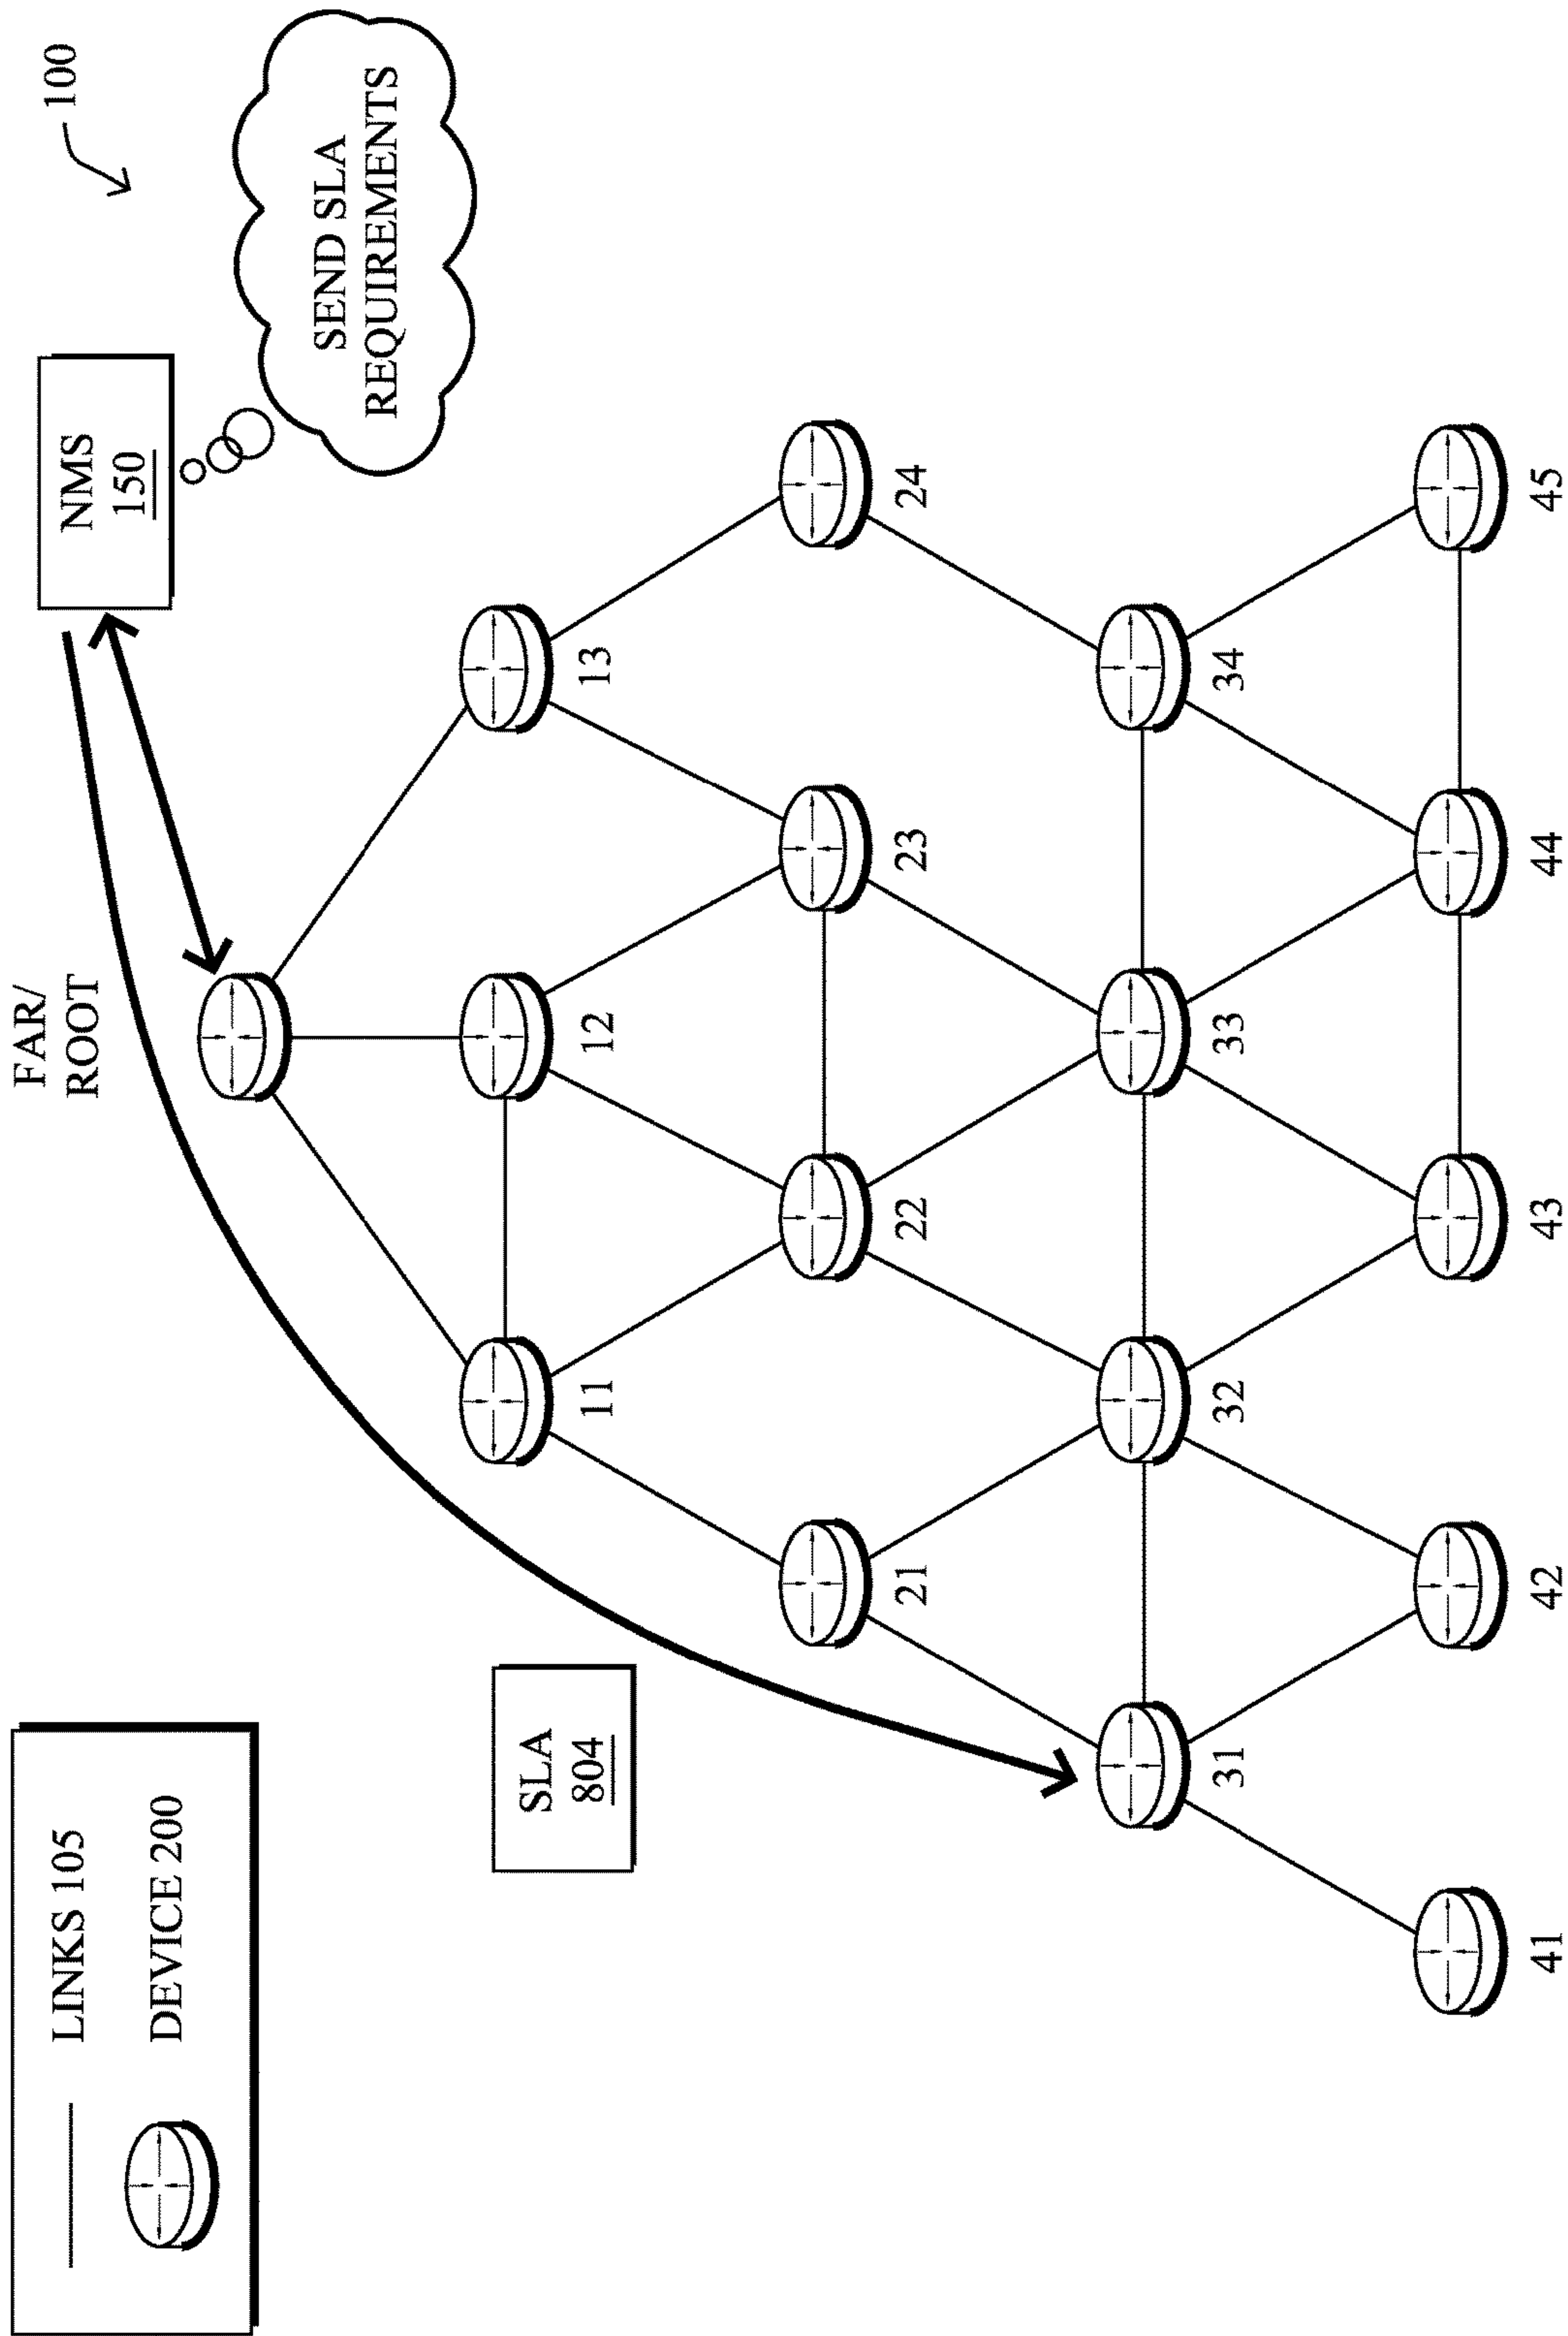 LINKS 105
DEVICE 200
FAR/
ROOT
NMS
150
100
SEND SLA
REQUIREMENTS
SLA
804
11
12
13
21
22
23
24
31
32
33
34
41
42
43
44
45